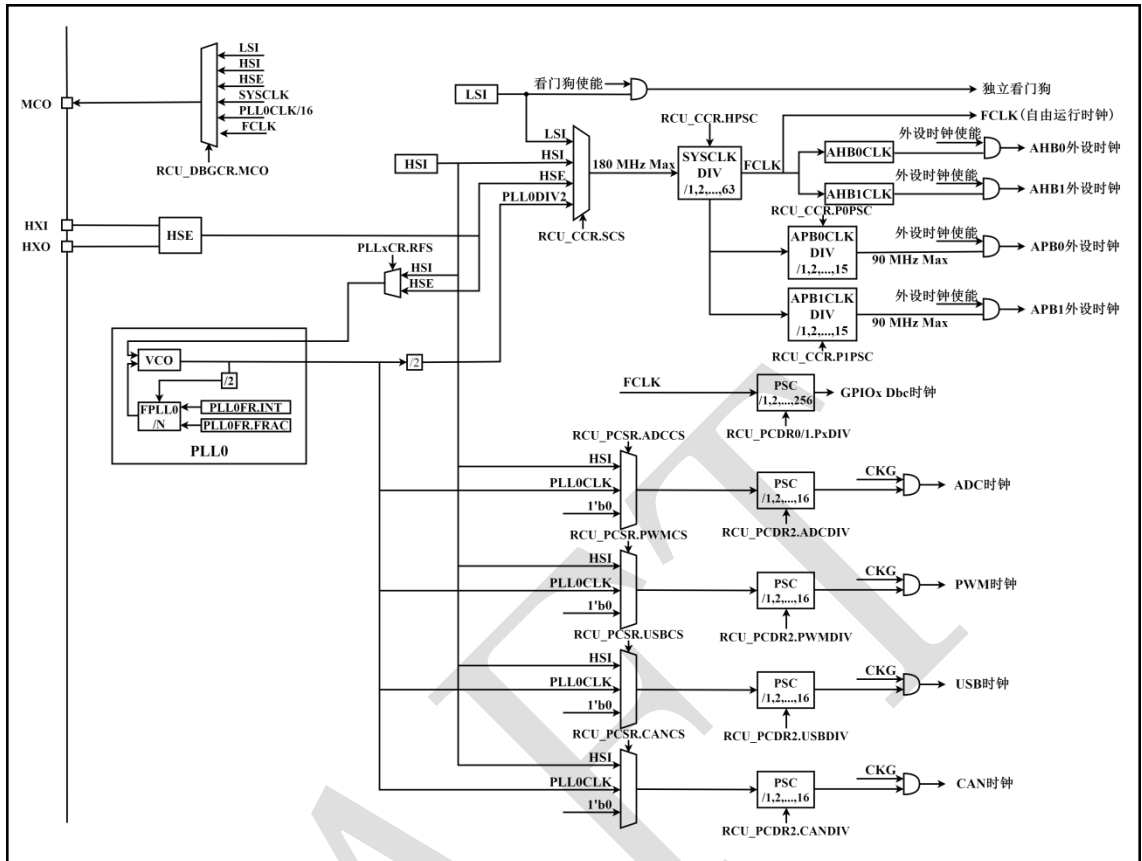 LSI
HSI
HSE
SYSCLK
PLL0CLK/16
FCLK
MCO
RCU_DBGCR.MCO
HXI
HXO
HSE
LSI
看门狗使能
独立看门狗
FCLK(自由运行时钟)
RCU_CCR.HPSC
LSI
HSI
HSI
HSE
PLL0DIV2
180 MHz Max
SYSCLK
DIV
/1,2,...,63
FCLK
RCU_CCR.SCS
AHB0CLK
外设时钟使能
AHB0外设时钟
AHB1CLK
外设时钟使能
AHB1外设时钟
RCU_CCR.P0PSC
APB0CLK
DIV
/1,2,...,15
外设时钟使能
90 MHz Max
APB0外设时钟
APB1CLK
DIV
/1,2,...,15
外设时钟使能
90 MHz Max
APB1外设时钟
RCU_CCR.P1PSC
PLLxCR.RFS
HSI
HSE
VCO
/2
/2
FPLL0
/N
PLL0FR.INT
PLL0FR.FRAC
PLL0
FCLK
PSC
/1,2,...,256
GPIOx Dbc时钟
RCU_PCDR0/1.PxDIV
RCU_PCSR.ADCCS
HSI
PLL0CLK
1'b0
PSC
/1,2,...,16
CKG
ADC时钟
RCU_PCDR2.ADCDIV
RCU_PCSR.PWMCS
HSI
PLL0CLK
1'b0
PSC
/1,2,...,16
CKG
PWM时钟
RCU_PCDR2.PWMDIV
RCU_PCSR.USBCS
HSI
PLL0CLK
1'b0
PSC
/1,2,...,16
CKG
USB时钟
RCU_PCDR2.USBDIV
RCU_PCSR.CANCS
HSI
PLL0CLK
1'b0
PSC
/1,2,...,16
CKG
CAN时钟
RCU_PCDR2.CANDIV